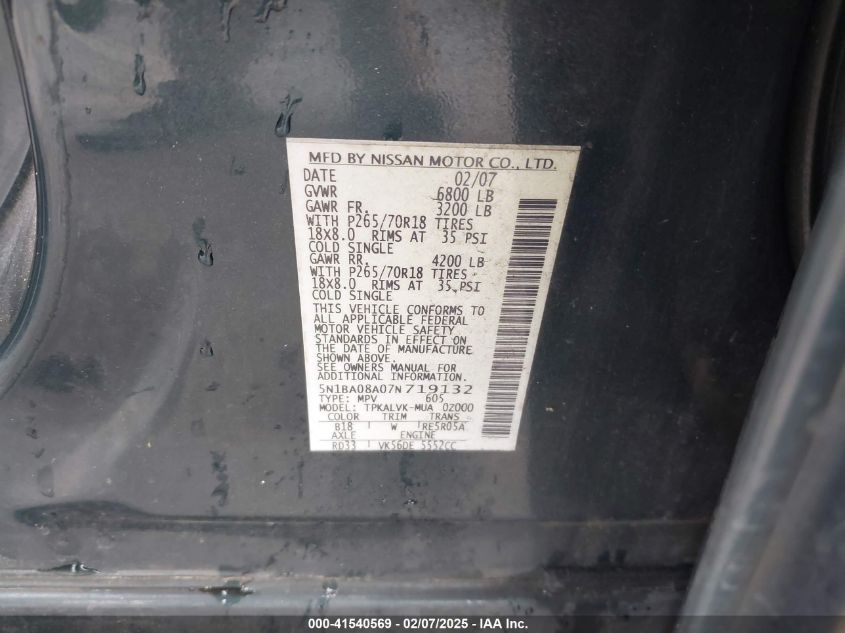 MFD BY NISSAN MOTOR CO., LTD.
DATE 02/07
GVWR 6800 LB
GAWR FR. 3200 LB
WITH P265/70R18 TIRES
18X8.0 RIMS AT 35 PSI
COLD SINGLE
GAWR RR. 4200 LB
WITH P265/70R18 TIRES
18X8.0 RIMS AT 35 PSI
COLD SINGLE
THIS VEHICLE CONFORMS TO
ALL APPLICABLE FEDERAL
MOTOR VEHICLE SAFETY
STANDARDS IN EFFECT ON
THE DATE OF MANUFACTURE
SHOWN ABOVE.
SEE OWNERS MANUAL FOR
ADDITIONAL INFORMATION.
5N1BA08A07N719132
TYPE: MPV 605
MODEL: TPKALVK-MUA 02000
COLOR TRIM TRANS
B18 W RE5R05A
AXLE ENGINE
RD33 VK56DE 5552CC
000-41540569 - 02/07/2025 - IAA Inc.